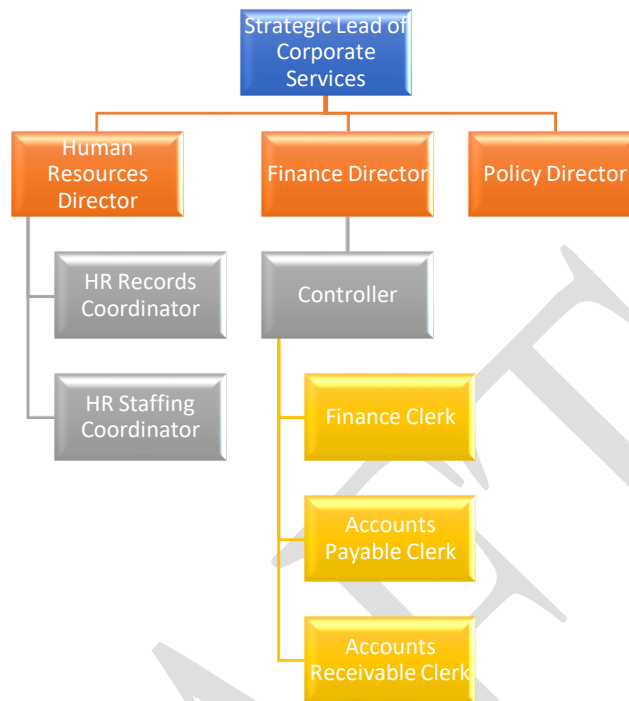 Strategic Lead of
Corporate
Services
Human
Resources
Director
Finance Director
Policy Director
HR Records
Coordinator
Controller
HR Staffing
Coordinator
Finance Clerk
Accounts
Payable Clerk
Accounts
Receivable Clerk